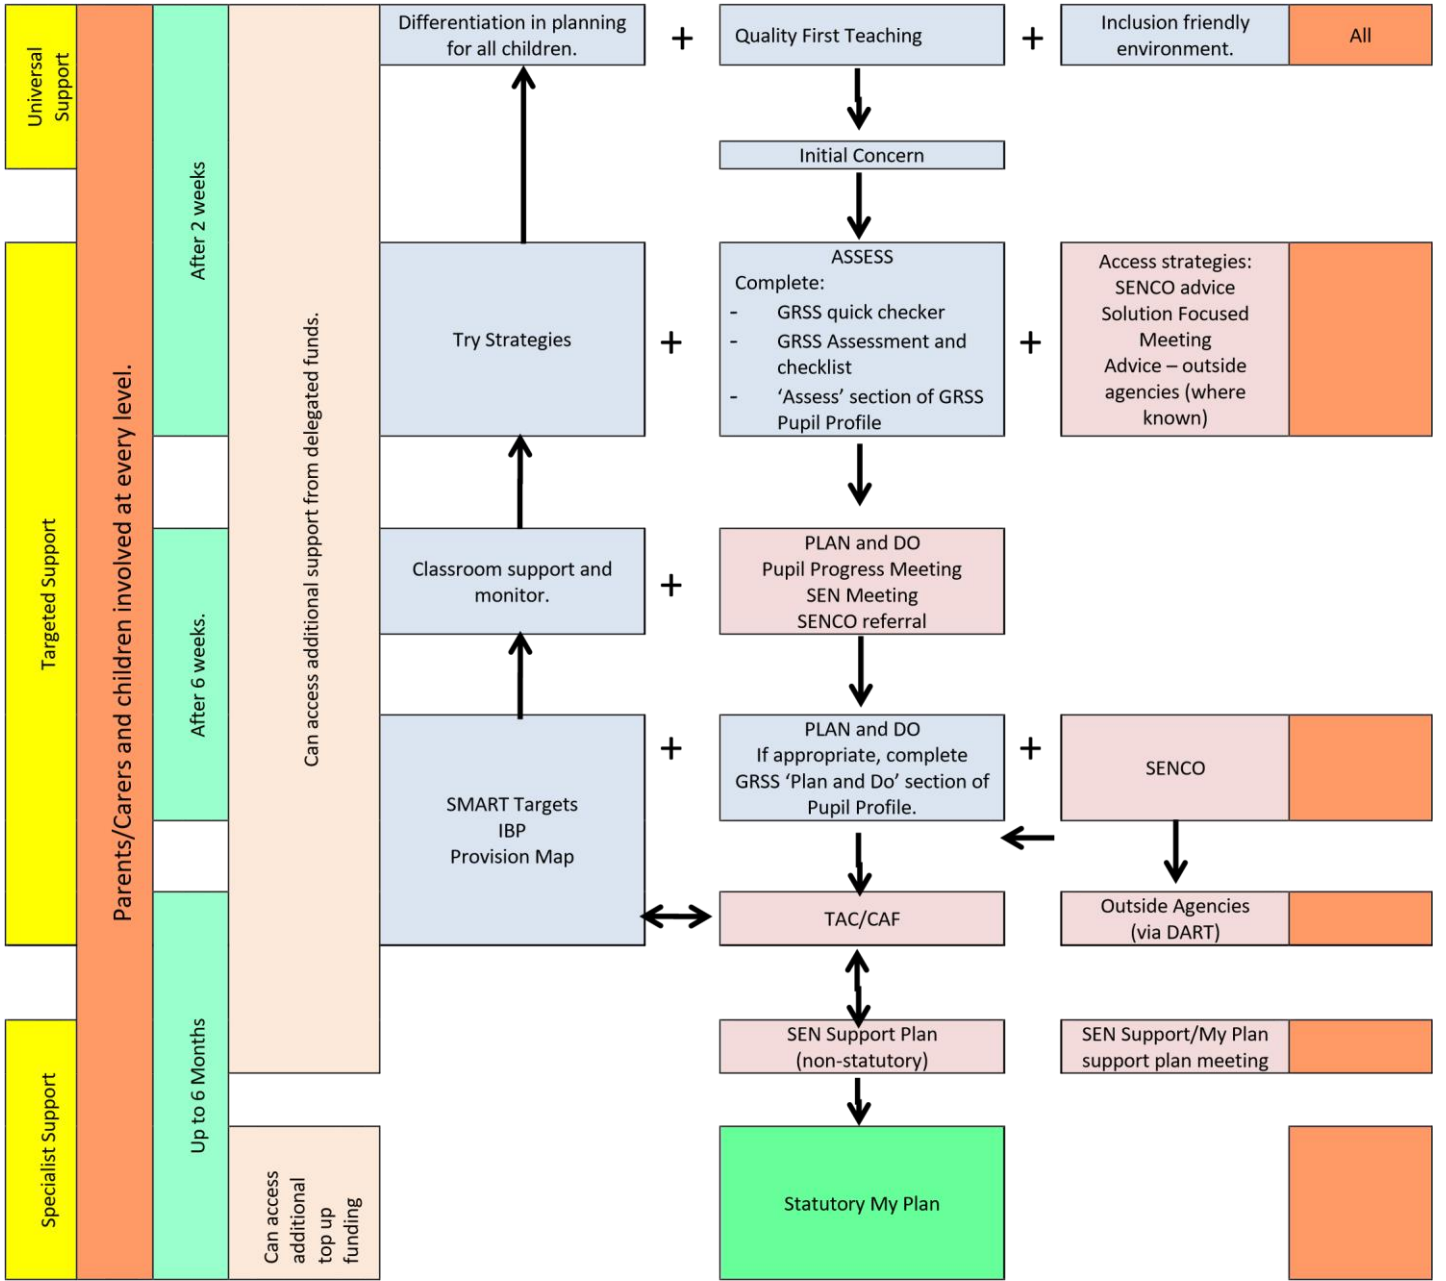 Universal
Support
Targeted Support
Specialist Support
Parents/Carers and children involved at every level.
After 2 weeks
After 6 weeks.
Up to 6 Months
Can access additional support from delegated funds.
Can access
additional
top up
funding
Differentiation in planning
for all children.
+
Quality First Teaching
+
Inclusion friendly
environment.
All
Initial Concern
Try Strategies
+
ASSESS
Complete:
- GRSS quick checker
- GRSS Assessment and
checklist
- ‘Assess’ section of GRSS
Pupil Profile
+
Access strategies:
SENCO advice
Solution Focused
Meeting
Advice – outside
agencies (where
known)
Classroom support and
monitor.
+
PLAN and DO
Pupil Progress Meeting
SEN Meeting
SENCO referral
SMART Targets
IBP
Provision Map
+
PLAN and DO
If appropriate, complete
GRSS ‘Plan and Do’ section of
Pupil Profile.
+
SENCO
TAC/CAF
Outside Agencies
(via DART)
SEN Support Plan
(non-statutory)
SEN Support/My Plan
support plan meeting
Statutory My Plan